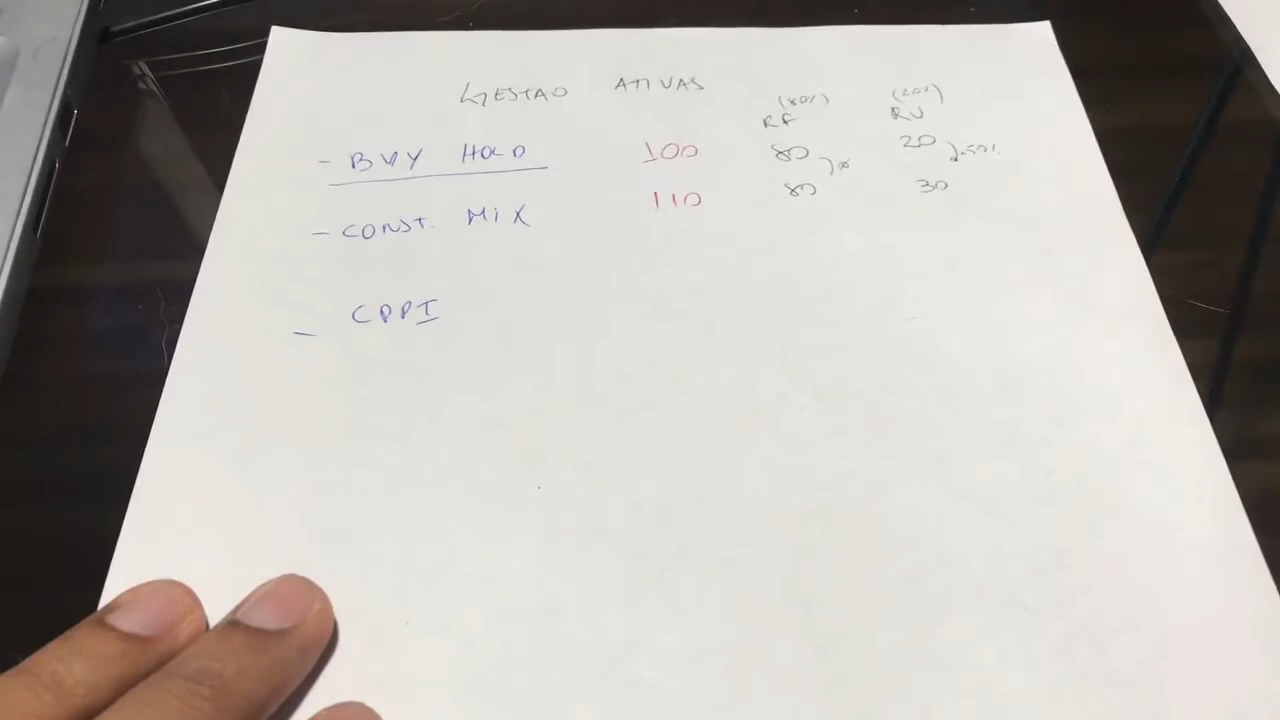 GESTAO ATIVAS
(80%) (20%)
RF RV
- BUY HOLD 100 80 20
- CONST. MIX 110 80 30
- CPPI